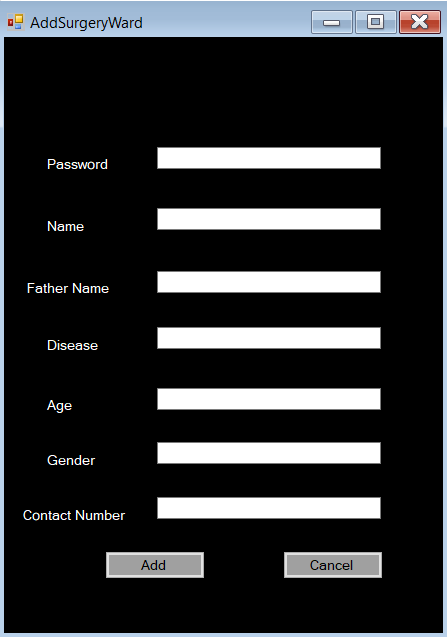 AddSurgeryWard
Password
Name
Father Name
Disease
Age
Gender
Contact Number
Add Cancel